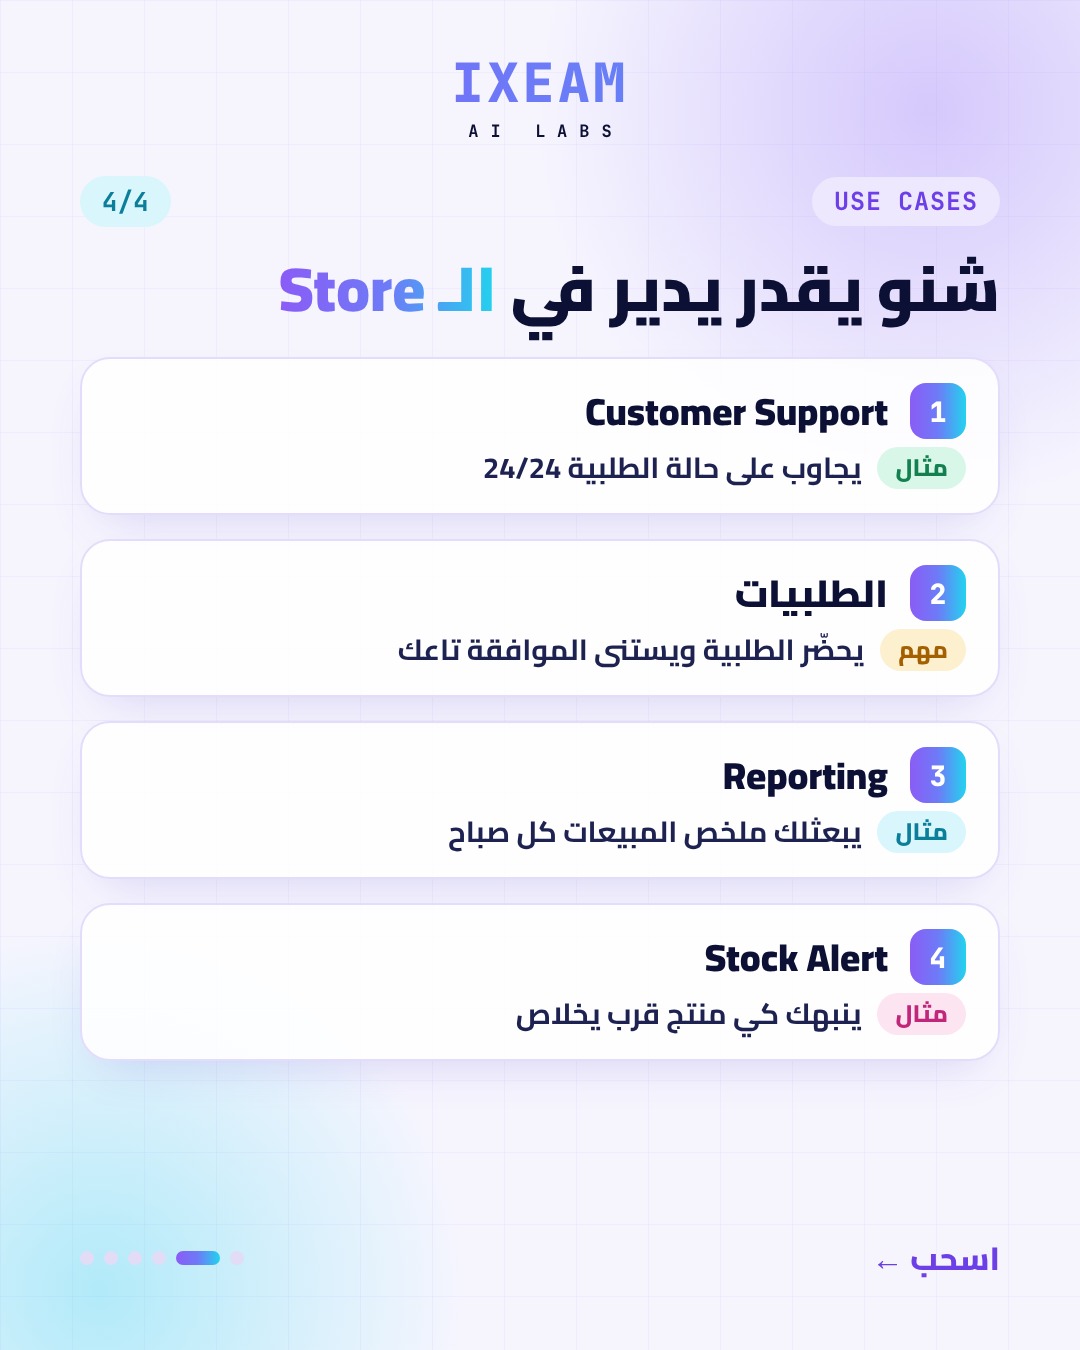 IXEAM
AI LABS
USE CASES
4/4
شنو يقدر يدير في الـ Store
1 Customer Support
مثال يجاوب على حالة الطلبية 24/24
2 الطلبيات
مهم يحضّر الطلبية ويستنى الموافقة تاعك
3 Reporting
مثال يبعثلك ملخص المبيعات كل صباح
4 Stock Alert
مثال ينبهك كي منتج قرب يخلاص
اسحب ←